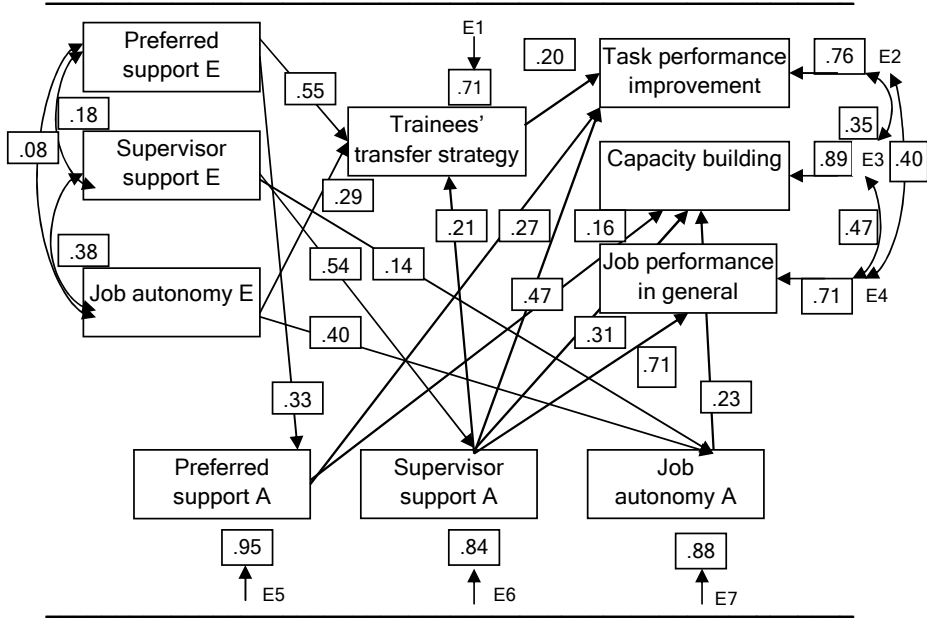 E1
Preferred
support E
.20
Task performance
improvement
.76
E2
.55
.71
.18
.08
Trainees’
transfer strategy
.35
Supervisor
support E
Capacity building
.89
E3
.40
.29
.21
.27
.16
.47
.38
.54
.14
Job performance
in general
Job autonomy E
.47
.71
E4
.40
.31
.71
.33
.23
Preferred
support A
Supervisor
support A
Job
autonomy A
.95
.84
.88
E5
E6
E7